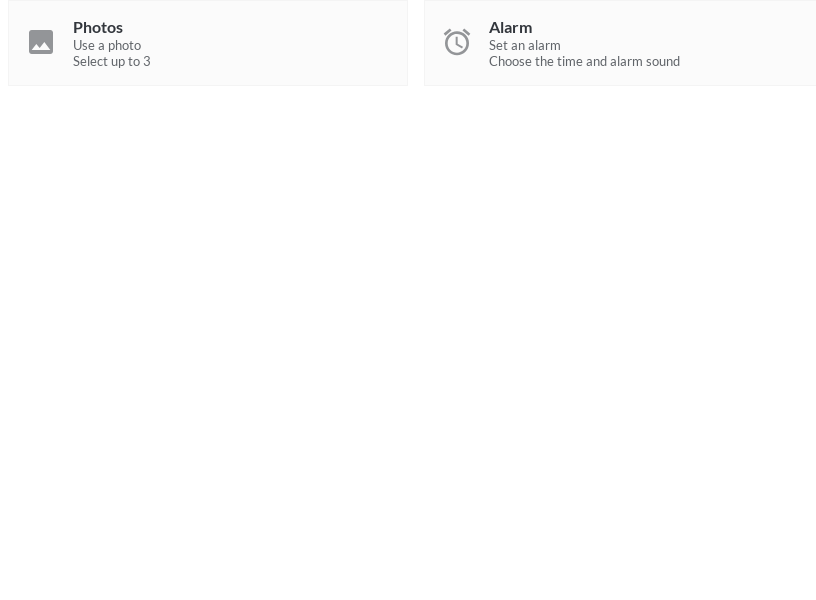 Photos
Use a photo
Select up to 3
Alarm
Set an alarm
Choose the time and alarm sound